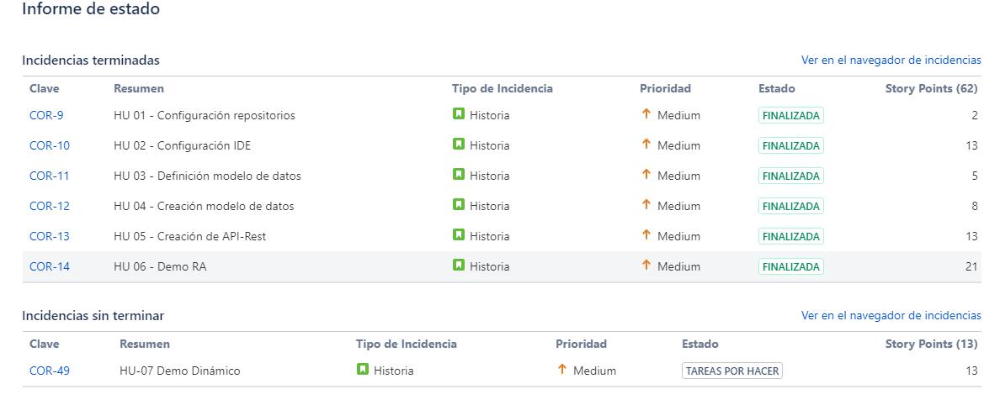 Informe de estado
Incidencias terminadas Ver en el navegador de incidencias
Clave Resumen Tipo de Incidencia Prioridad Estado Story Points (62)
COR-9 HU 01 - Configuración repositorios Historia Medium FINALIZADA 2
COR-10 HU 02 - Configuración IDE Historia Medium FINALIZADA 13
COR-11 HU 03 - Definición modelo de datos Historia Medium FINALIZADA 5
COR-12 HU 04 - Creación modelo de datos Historia Medium FINALIZADA 8
COR-13 HU 05 - Creación de API-Rest Historia Medium FINALIZADA 13
COR-14 HU 06 - Demo RA Historia Medium FINALIZADA 21
Incidencias sin terminar Ver en el navegador de incidencias
Clave Resumen Tipo de Incidencia Prioridad Estado Story Points (13)
COR-49 HU-07 Demo Dinámico Historia Medium TAREAS POR HACER 13